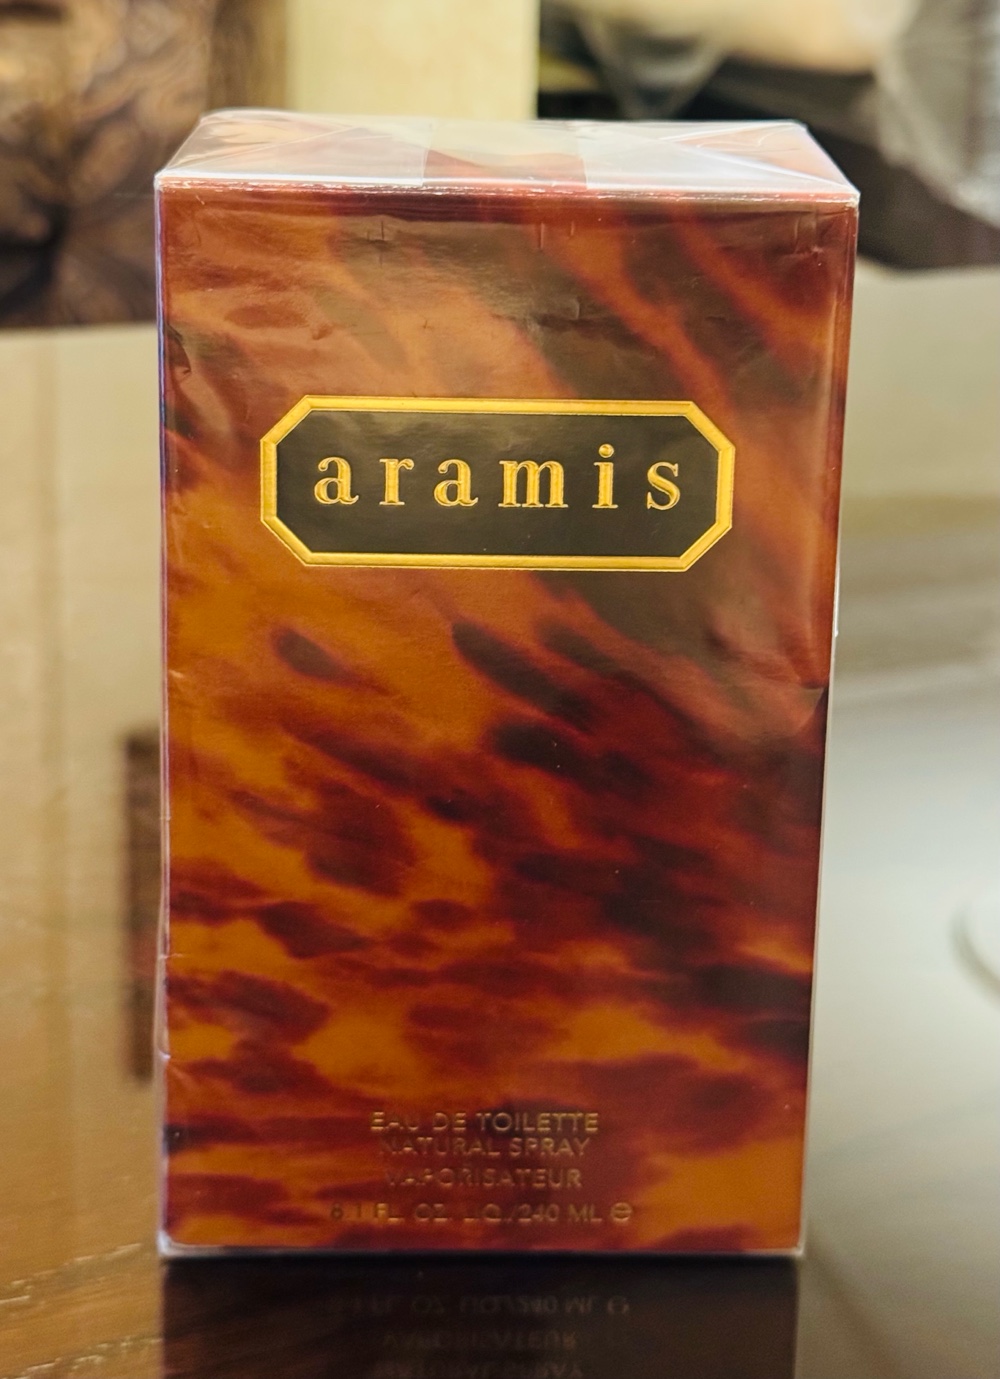 aramis
EAU DE TOILETTE
NATURAL SPRAY
VAPORISATEUR
8.1 FL. OZ. LIQ./240 ML ℮